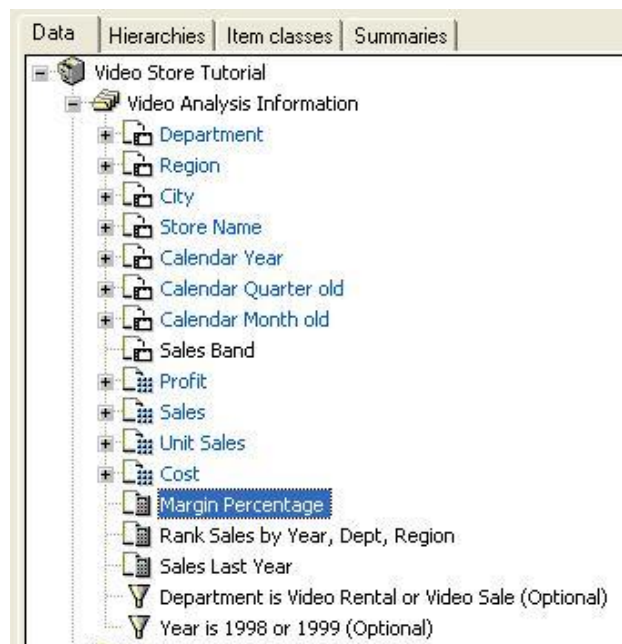 Data Hierarchies Item classes Summaries
Video Store Tutorial
Video Analysis Information
Department
Region
City
Store Name
Calendar Year
Calendar Quarter old
Calendar Month old
Sales Band
Profit
Sales
Unit Sales
Cost
Margin Percentage
Rank Sales by Year, Dept, Region
Sales Last Year
Department is Video Rental or Video Sale (Optional)
Year is 1998 or 1999 (Optional)